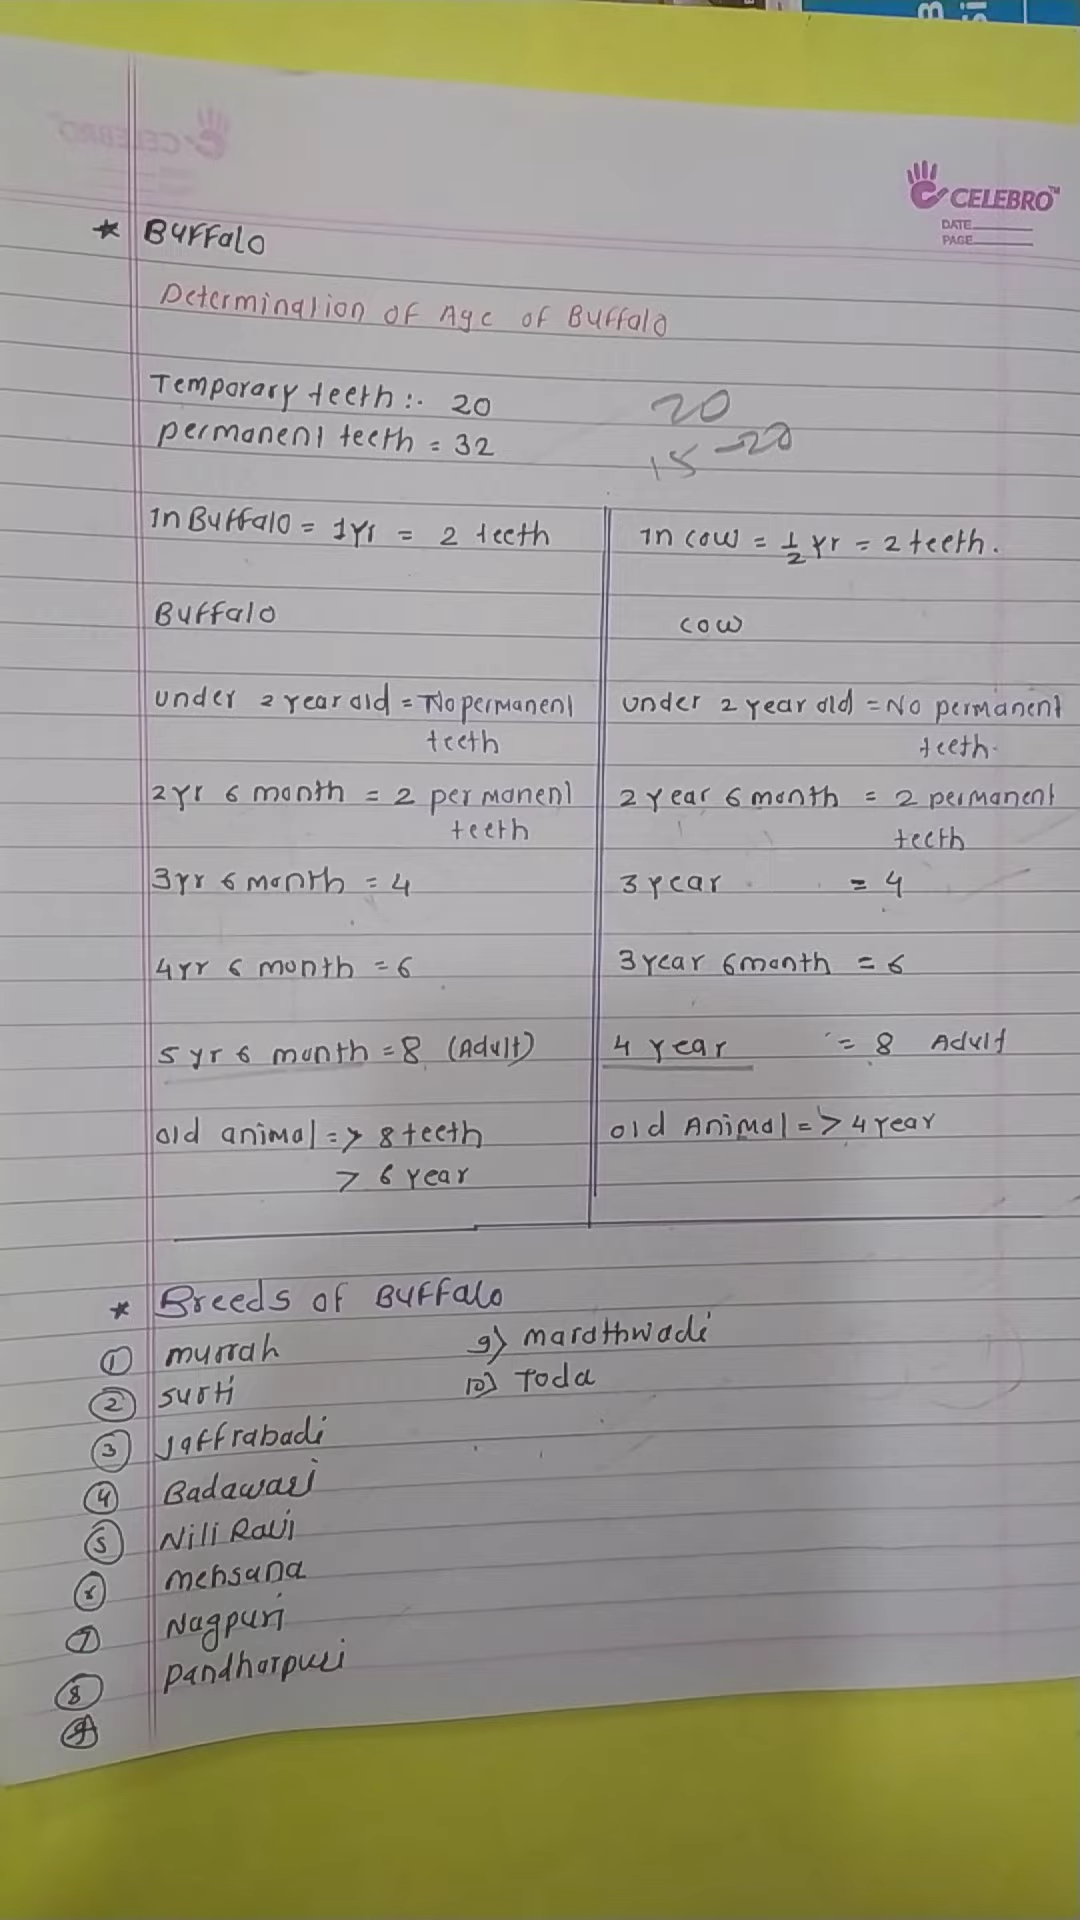 B
Si
CELEBRO
CELEBRO™
DATE
PAGE
* Buffalo
Determination of Age of Buffalo
Temporary teeth :- 20
20
permanent teeth = 32
15-20
In Buffalo = 1yr = 2 teeth
Buffalo
under 2 year old = No permanent
teeth
2yr 6 month = 2 permanent
teeth
3yr 6 month = 4
4yr 6 month = 6
5 yr 6 month = 8 (Adult)
old animal = > 8 teeth
> 6 year
In cow = 1/2 yr = 2 teeth.
cow
under 2 year old = No permanent
teeth.
2 year 6 month = 2 permanent
teeth
3 year = 4
3 year 6 month = 6
4 year = 8 Adult
old Animal = > 4 year
* Breeds of Buffalo
① murrah
② surti
③ Jaffrabadi
④ Badawari
⑤ Nili Ravi
⑥ mehsana
⑦ Nagpuri
⑧ pandharpuri
⑨
9) marathwadi
10) Toda